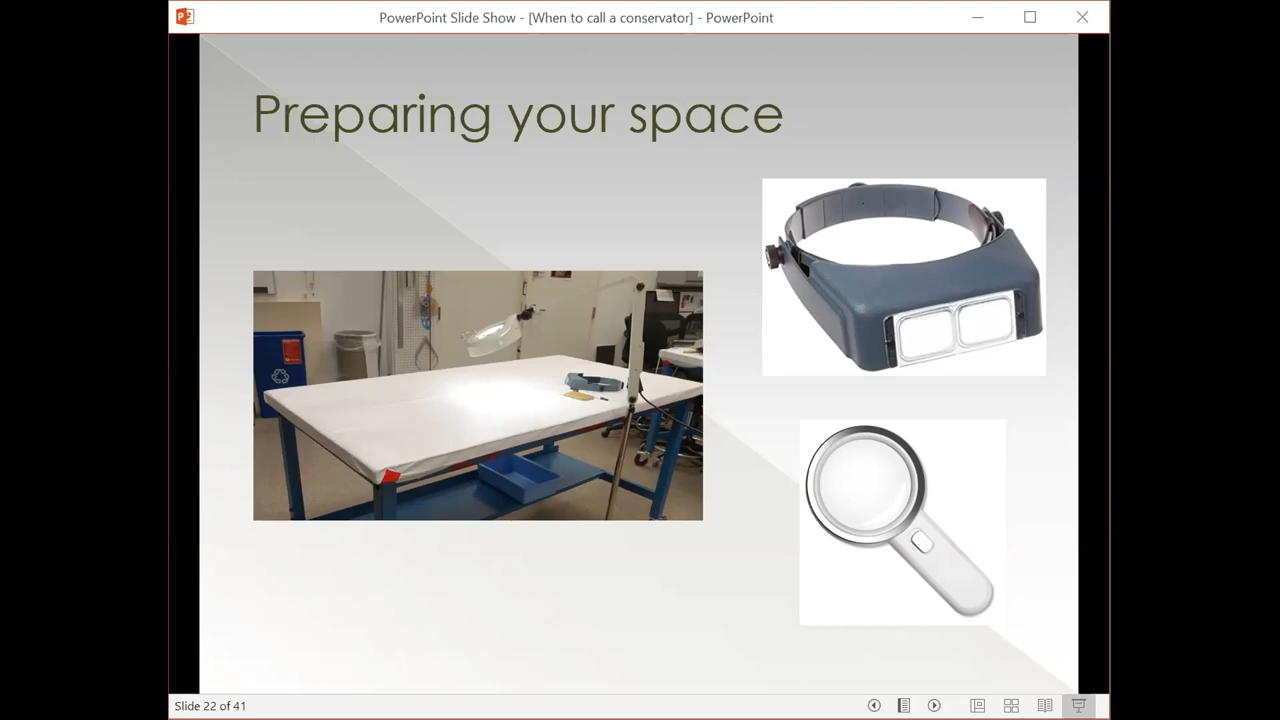 PowerPoint Slide Show - [When to call a conservator] - PowerPoint
Preparing your space
Slide 22 of 41